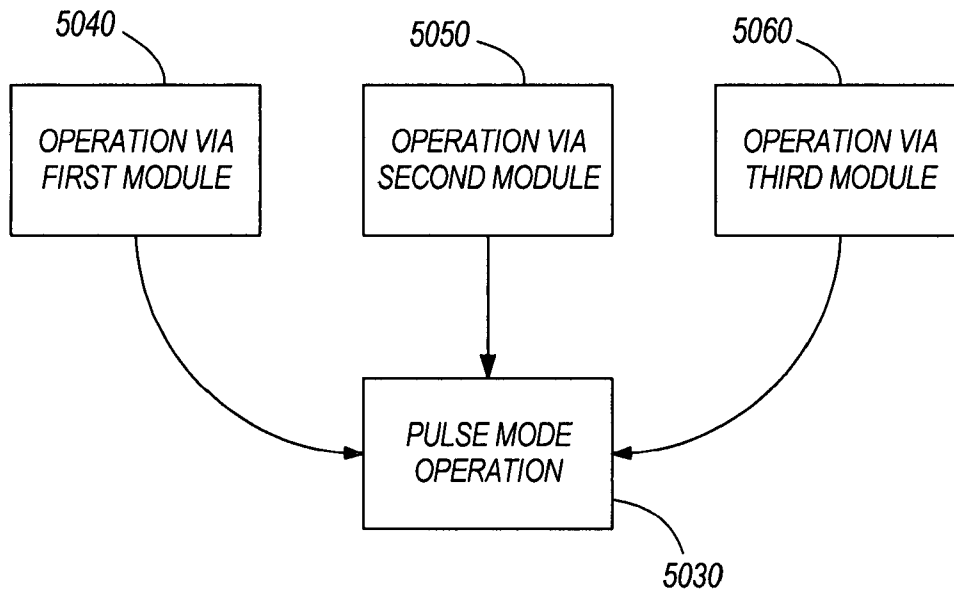 5040
5050
5060
OPERATION VIA
FIRST MODULE
OPERATION VIA
SECOND MODULE
OPERATION VIA
THIRD MODULE
PULSE MODE
OPERATION
5030